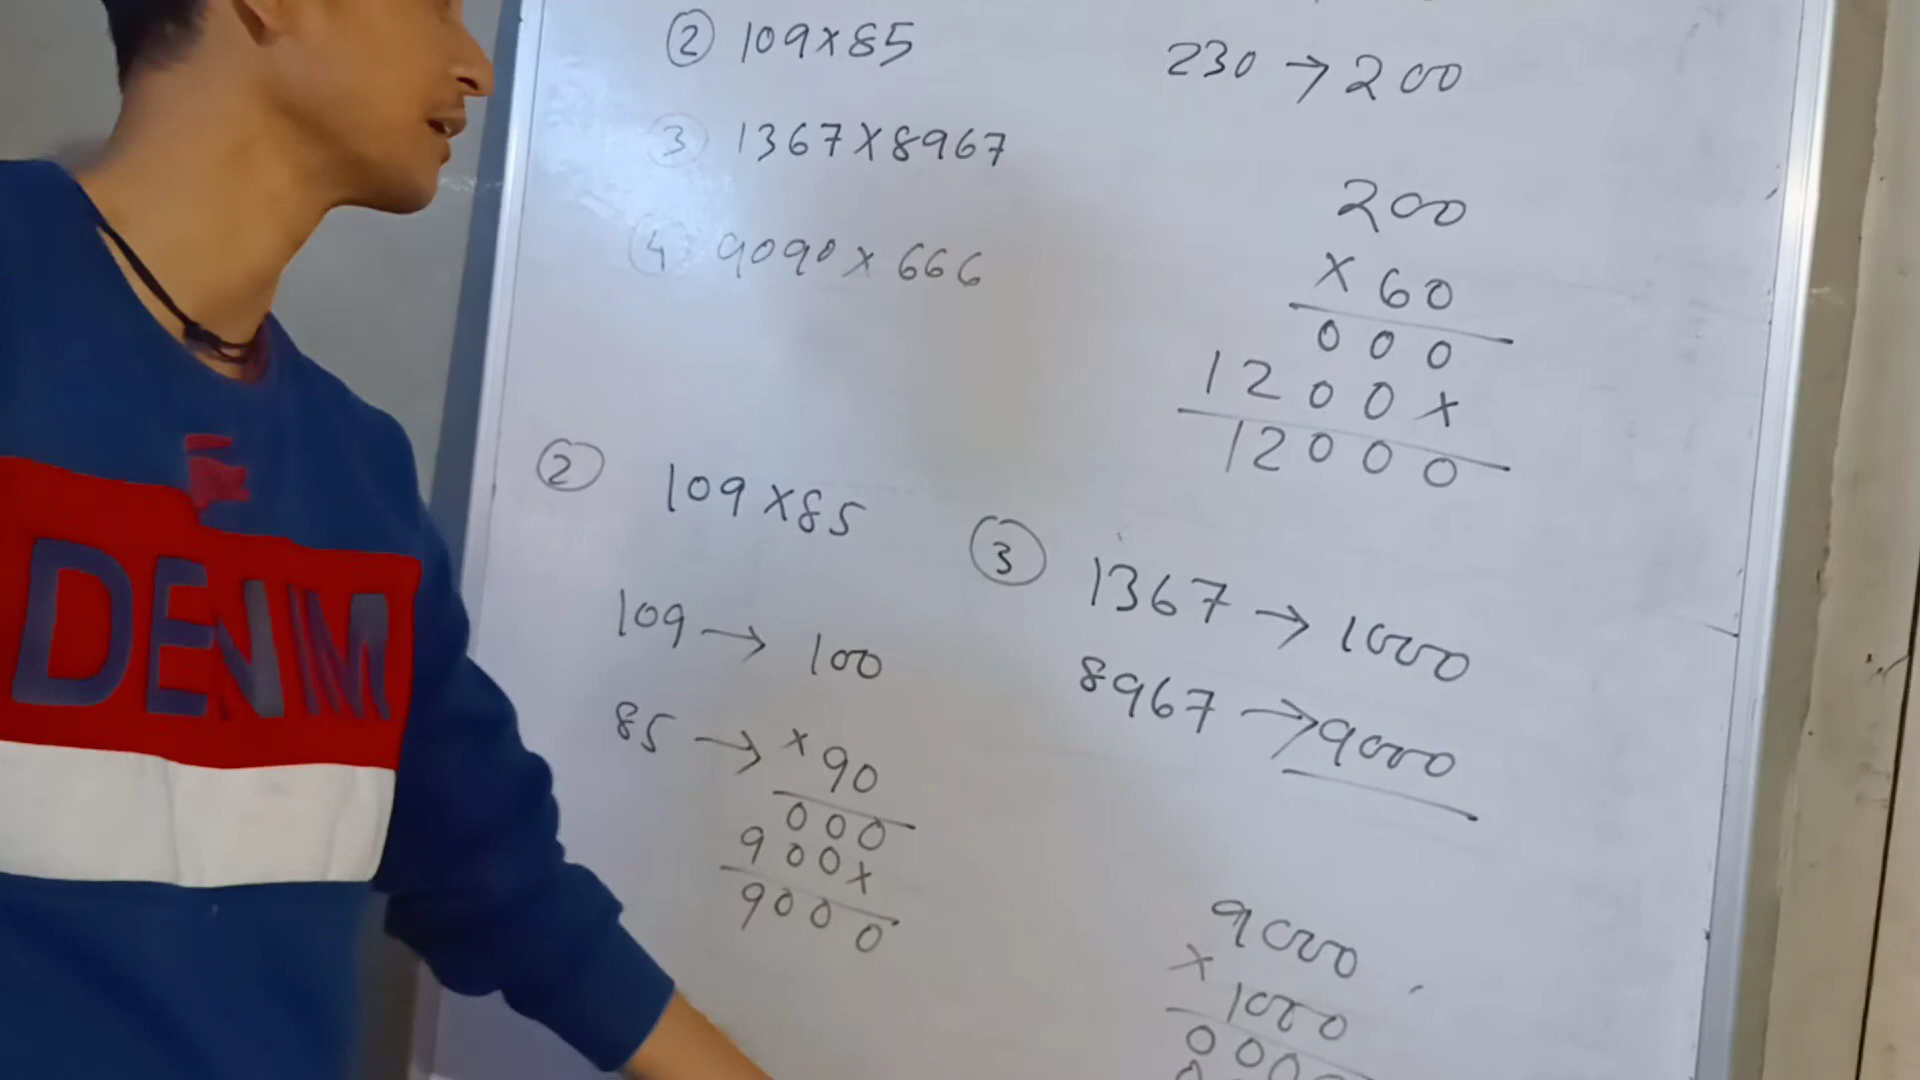 ② 109×85
③ 1367×8967
④ 9090×666
230 → 200
200
× 60
000
1200×
12000
② 109×85
109 → 100
85 → ×90
000
900×
9000
③ 1367 → 1000
8967 → 9000
9000
× 1000
000
DENIM